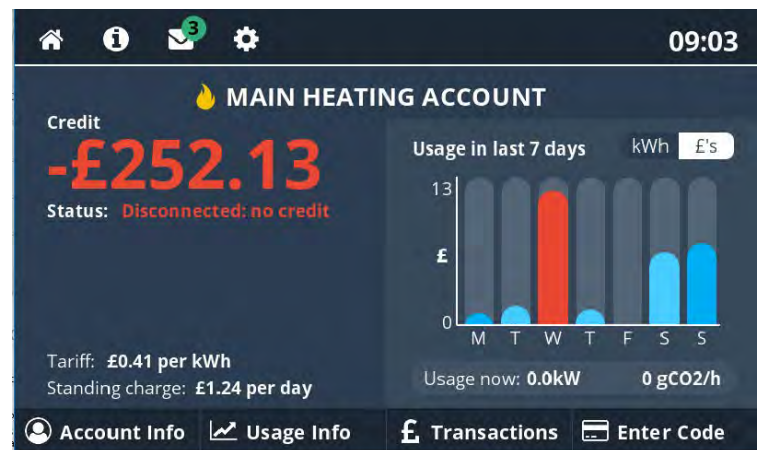 3
09:03
MAIN HEATING ACCOUNT
Credit
-£252.13
Status: Disconnected: no credit
Tariff: £0.41 per kWh
Standing charge: £1.24 per day
Usage in last 7 days
kWh £'s
13
£
0
M T W T F S S
Usage now: 0.0kW 0 gCO2/h
Account Info Usage Info £ Transactions Enter Code